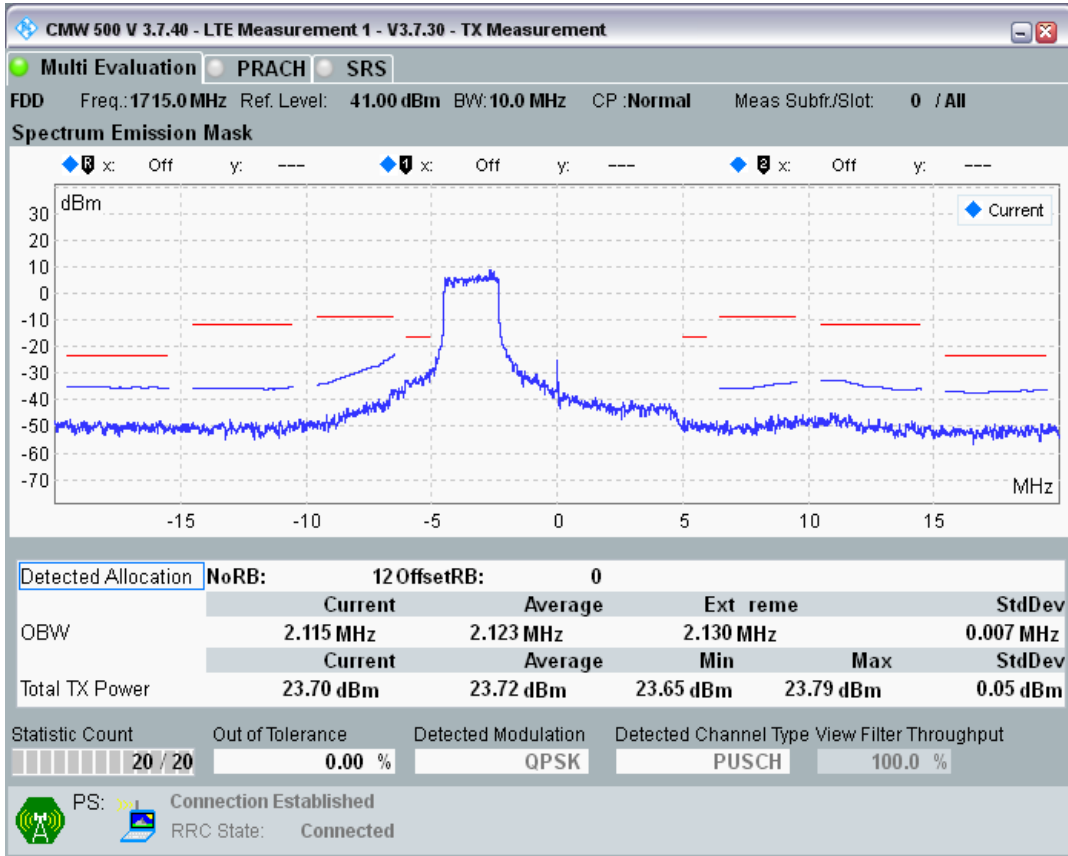 CMW 500 V 3.7.40 - LTE Measurement 1 - V3.7.30 - TX Measurement
Multi Evaluation PRACH SRS
FDD Freq.: 1715.0 MHz Ref. Level: 41.00 dBm BW: 10.0 MHz CP : Normal Meas Subfr./Slot: 0 / All
Spectrum Emission Mask
R x: Off y: --- 1 x: Off y: --- 2 x: Off y: ---
dBm
Current
30
20
10
0
-10
-20
-30
-40
-50
-60
-70
MHz
-15 -10 -5 0 5 10 15
Detected Allocation NoRB: 12 OffsetRB: 0
Current Average Ext reme StdDev
OBW 2.115 MHz 2.123 MHz 2.130 MHz 0.007 MHz
Current Average Min Max StdDev
Total TX Power 23.70 dBm 23.72 dBm 23.65 dBm 23.79 dBm 0.05 dBm
Statistic Count Out of Tolerance Detected Modulation Detected Channel Type View Filter Throughput
20 / 20 0.00 % QPSK PUSCH 100.0 %
PS: Connection Established
RRC State: Connected